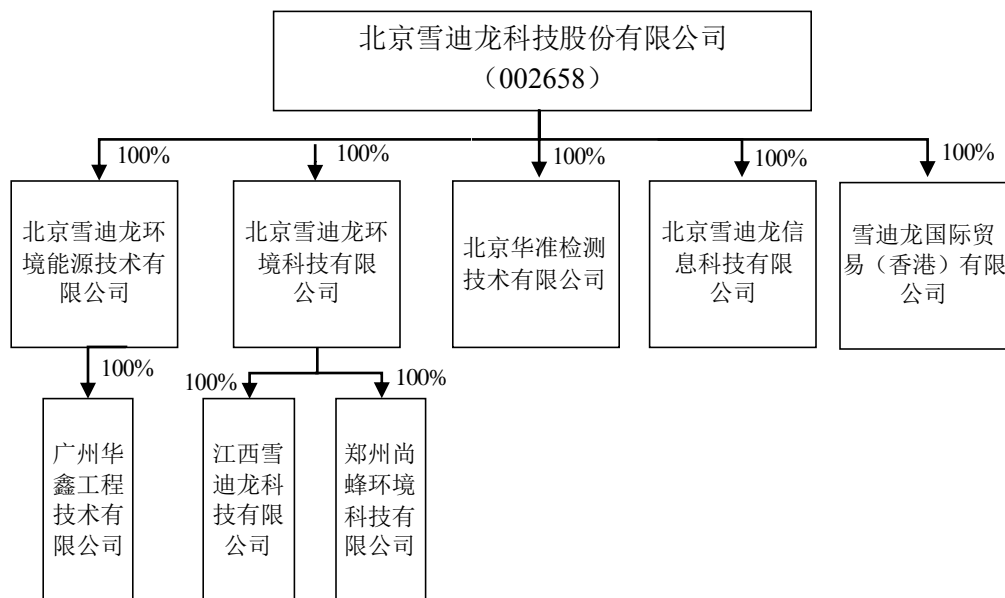 北京雪迪龙科技股份有限公司
（002658）
100%
100%
100%
100%
100%
北京雪迪龙环
境能源技术有
限公司
北京雪迪龙环
境科技有限
公司
北京华准检测
技术有限公司
北京雪迪龙信
息科技有限
公司
雪迪龙国际贸
易（香港）有限
公司
100%
100%
100%
广州华
鑫工程
技术有
限公司
江西雪
迪龙科
技有限
公司
郑州尚
蜂环境
科技有
限公司